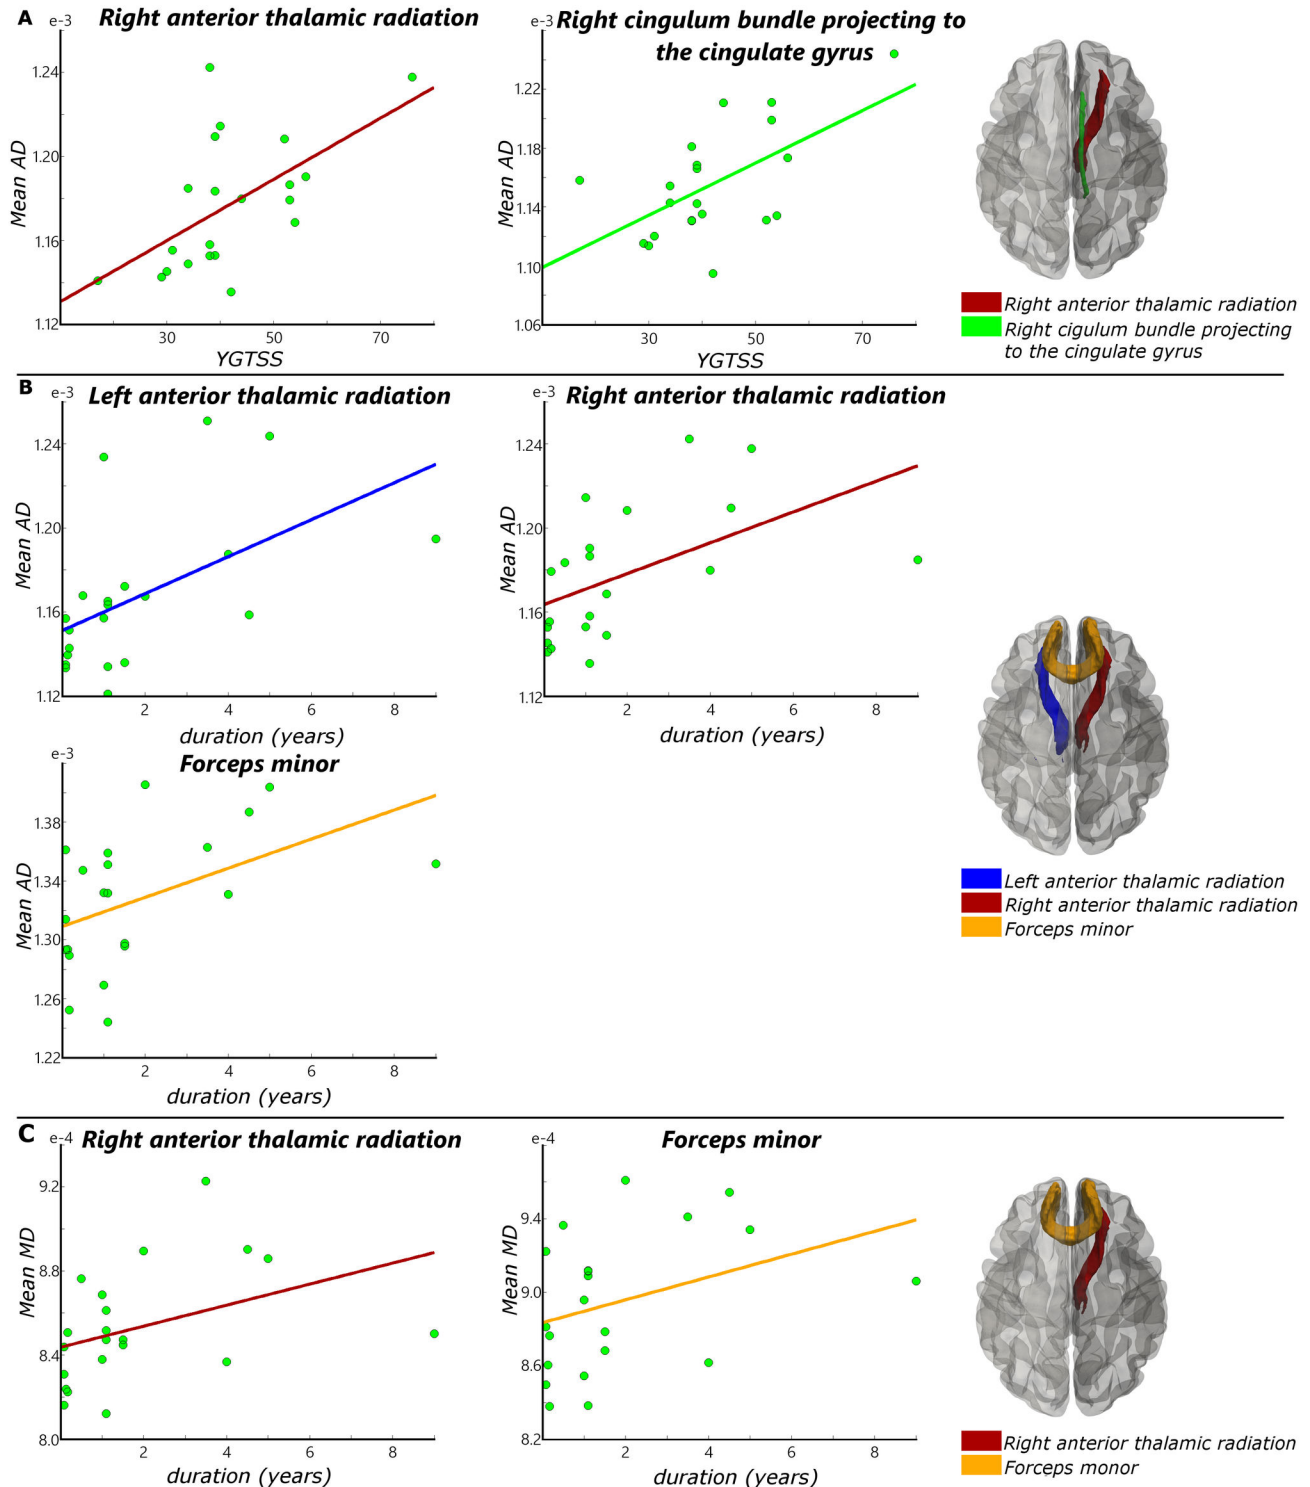 A
Right anterior thalamic radiation
e-3
1.24
1.20
1.16
1.12
Mean AD
30
50
70
YGTSS
e-3
Right cingulum bundle projecting to
the cingulate gyrus
1.22
1.18
1.14
1.10
1.06
Mean AD
30
50
70
YGTSS
Right anterior thalamic radiation
Right cigulum bundle projecting
to the cingulate gyrus
B
Left anterior thalamic radiation
e-3
1.24
1.20
1.16
1.12
Mean AD
2
4
6
8
duration (years)
Right anterior thalamic radiation
e-3
1.24
1.20
1.16
1.12
Mean AD
2
4
6
8
duration (years)
e-3
Forceps minor
1.38
1.34
1.30
1.26
1.22
Mean AD
2
4
6
8
duration (years)
Left anterior thalamic radiation
Right anterior thalamic radiation
Forceps minor
C
e-4
Right anterior thalamic radiation
9.2
8.8
8.4
8.0
Mean MD
2
4
6
8
duration (years)
e-4
Forceps minor
9.4
9.0
8.6
8.2
Mean MD
2
4
6
8
duration (years)
Right anterior thalamic radiation
Forceps monor